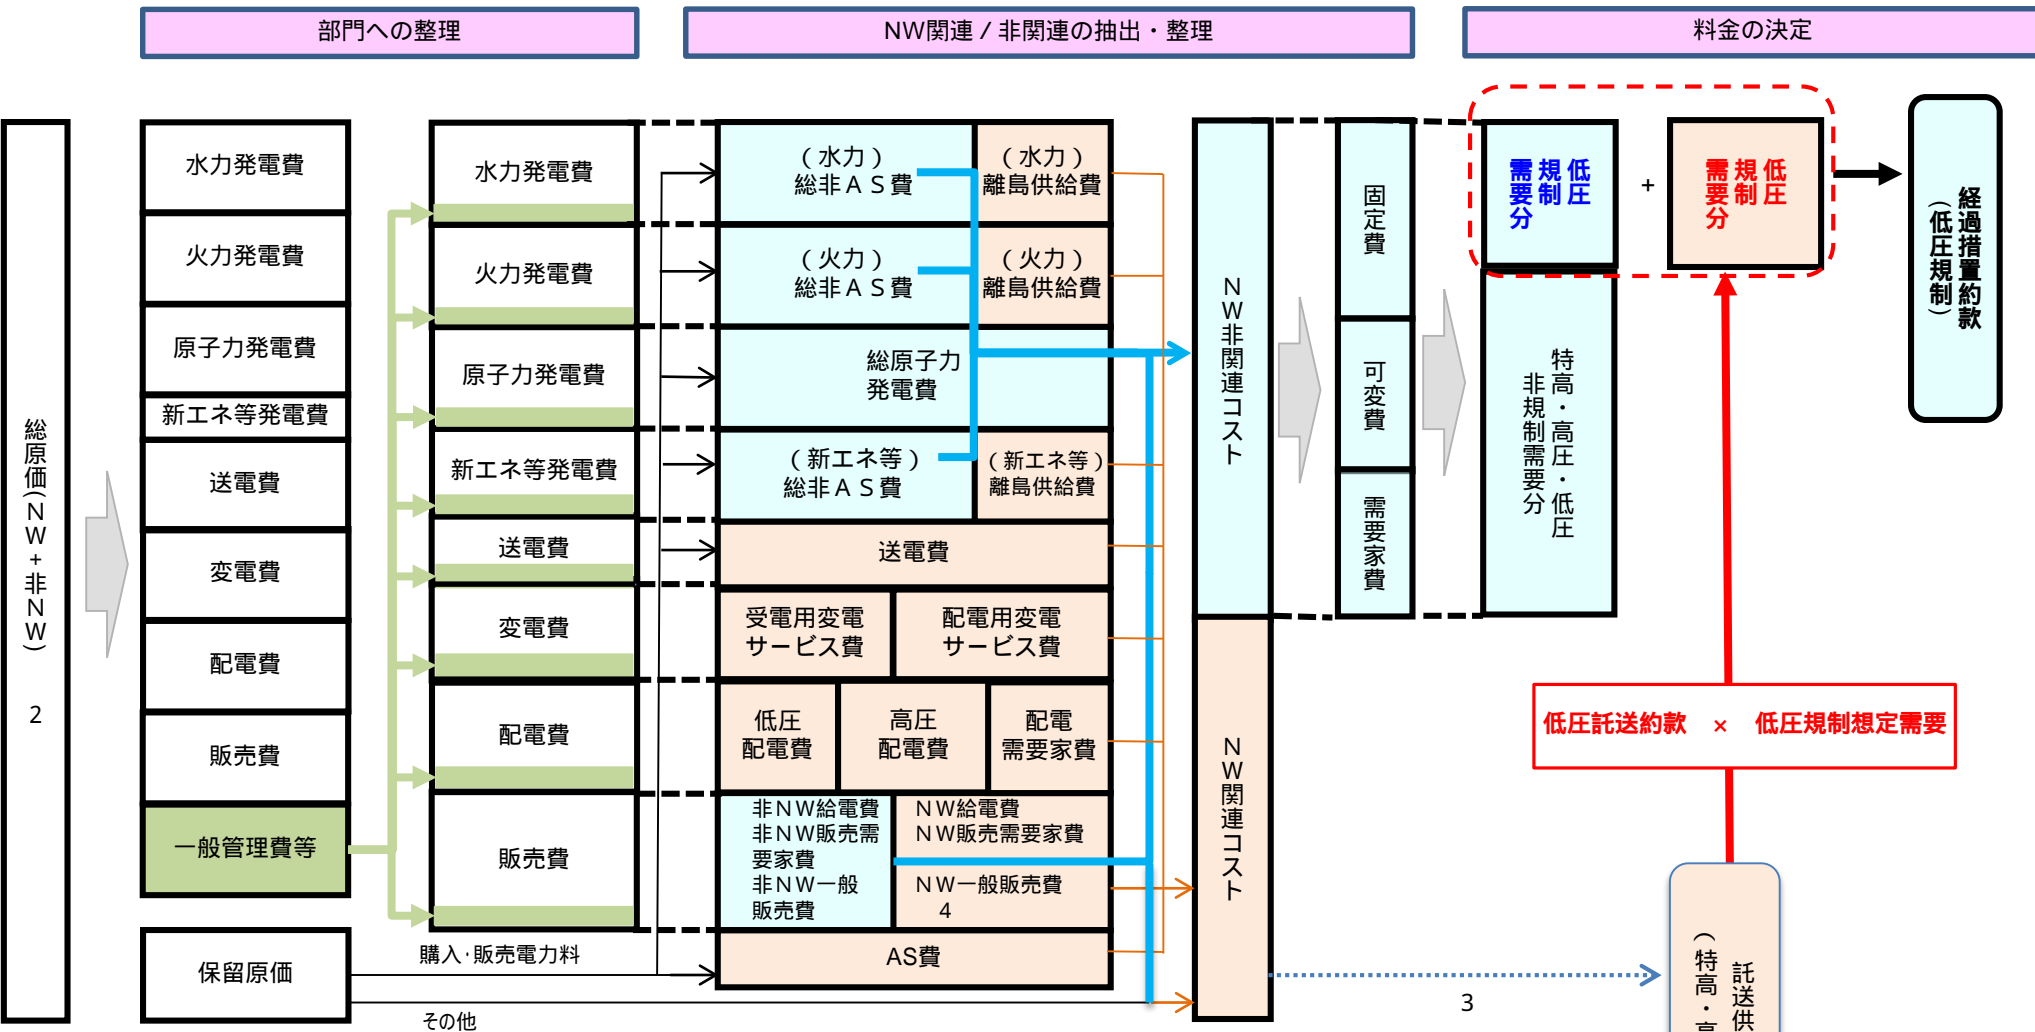 部門への整理
NW関連 / 非関連の抽出・整理
料金の決定
総原価(NW+非NW)
2
水力発電費
火力発電費
原子力発電費
新エネ等発電費
送電費
変電費
配電費
販売費
一般管理費等
保留原価
水力発電費
火力発電費
原子力発電費
新エネ等発電費
送電費
変電費
配電費
販売費
購入・販売電力料
その他
(水力)
総非AS費
(水力)
離島供給費
(火力)
総非AS費
(火力)
離島供給費
総原子力
発電費
(新エネ等)
総非AS費
(新エネ等)
離島供給費
送電費
受電用変電
サービス費
配電用変電
サービス費
低圧
配電費
高圧
配電費
配電
需要家費
非NW給電費
非NW販売需
要家費
非NW一般
販売費
NW給電費
NW販売需要家費
NW一般販売費
4
AS費
NW非関連コスト
NW関連コスト
固定費
可変費
需要家費
低圧
規制
需要分
+
低圧
規制
需要分
特高・高圧・低圧
非規制需要分
経過措置約款
(低圧規制)
低圧託送約款 × 低圧規制想定需要
3
託送供
(特高・高